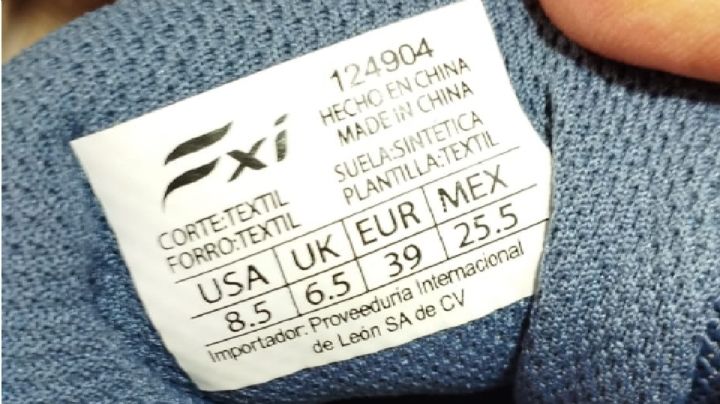 Fxi
124904
HECHO EN CHINA
MADE IN CHINA
CORTE:TEXTIL
FORRO:TEXTIL
SUELA:SINTETICA
PLANTILLA:TEXTIL
USA UK EUR MEX
8.5 6.5 39 25.5
Importador: Proveeduria Internacional
de León SA de CV